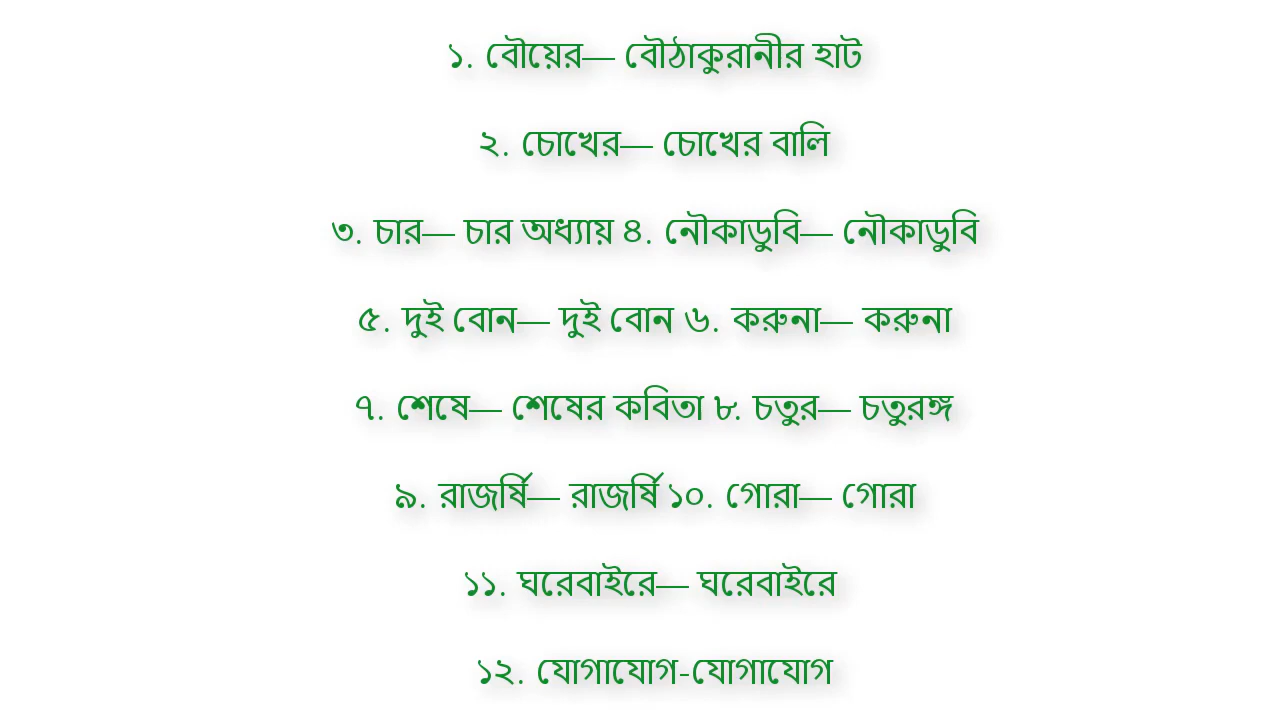 ১. বৌয়ের— বৌঠাকুরানীর হাট
২. চোখের— চোখের বালি
৩. চার— চার অধ্যায় ৪. নৌকাডুবি— নৌকাডুবি
৫. দুই বোন— দুই বোন ৬. করুনা— করুনা
৭. শেষে— শেষের কবিতা ৮. চতুর— চতুরঙ্গ
৯. রাজর্ষি— রাজর্ষি ১০. গোরা— গোরা
১১. ঘরেবাইরে— ঘরেবাইরে
১২. যোগাযোগ-যোগাযোগ